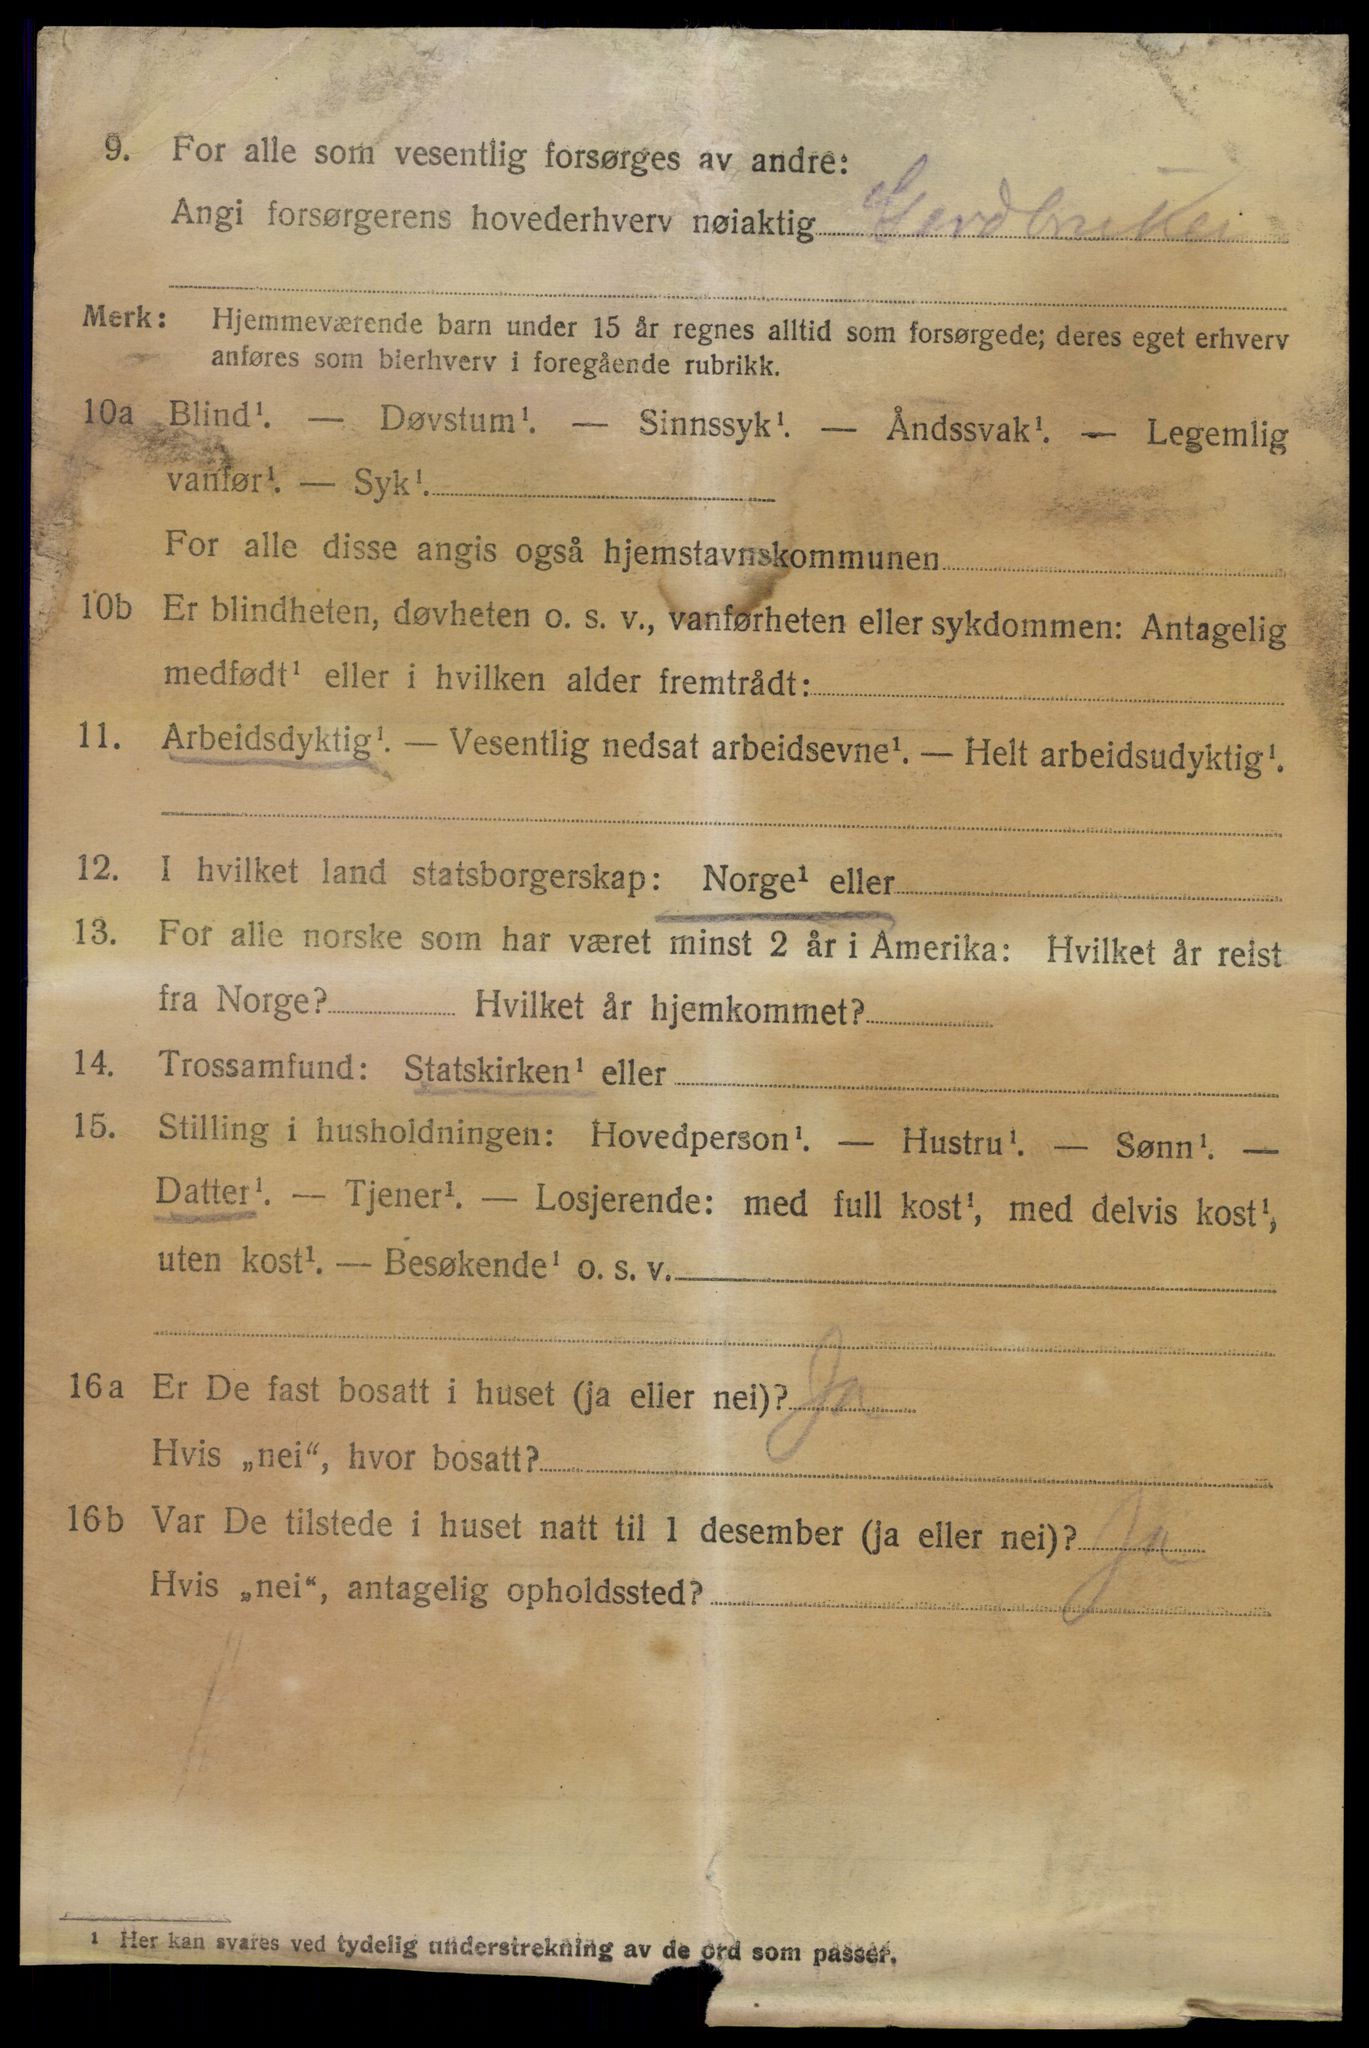 9. For alle som vesentlig forsørges av andre:
Angi forsørgerens hovederhverv nøiaktig Gardbruker
Merk: Hjemmeværende barn under 15 år regnes alltid som forsørgede; deres eget erhverv
anføres som bierhverv i foregående rubrikk.
10a Blind¹. — Døvstum¹. — Sinnssyk¹. — Åndssvak¹. — Legemlig
vanfør¹. — Syk¹.
For alle disse angis også hjemstavnskommunen
10b Er blindheten, døvheten o. s. v., vanførheten eller sykdommen: Antagelig
medfødt¹ eller i hvilken alder fremtrådt:
11. Arbeidsdyktig¹. — Vesentlig nedsat arbeidsevne¹. — Helt arbeidsudyktig¹.
12. I hvilket land statsborgerskap: Norge¹ eller
13. For alle norske som har været minst 2 år i Amerika: Hvilket år reist
fra Norge? Hvilket år hjemkommet?
14. Trossamfund: Statskirken¹ eller
15. Stilling i husholdningen: Hovedperson¹. — Hustru¹. — Sønn¹. —
Datter¹. — Tjener¹. — Losjerende: med full kost¹, med delvis kost¹,
uten kost¹. — Besøkende¹ o. s. v.
16a Er De fast bosatt i huset (ja eller nei)? Ja
Hvis „nei“, hvor bosatt?
16b Var De tilstede i huset natt til 1 desember (ja eller nei)? Ja
Hvis „nei“, antagelig opholdssted?
¹ Her kan svares ved tydelig understrekning av de ord som passer.